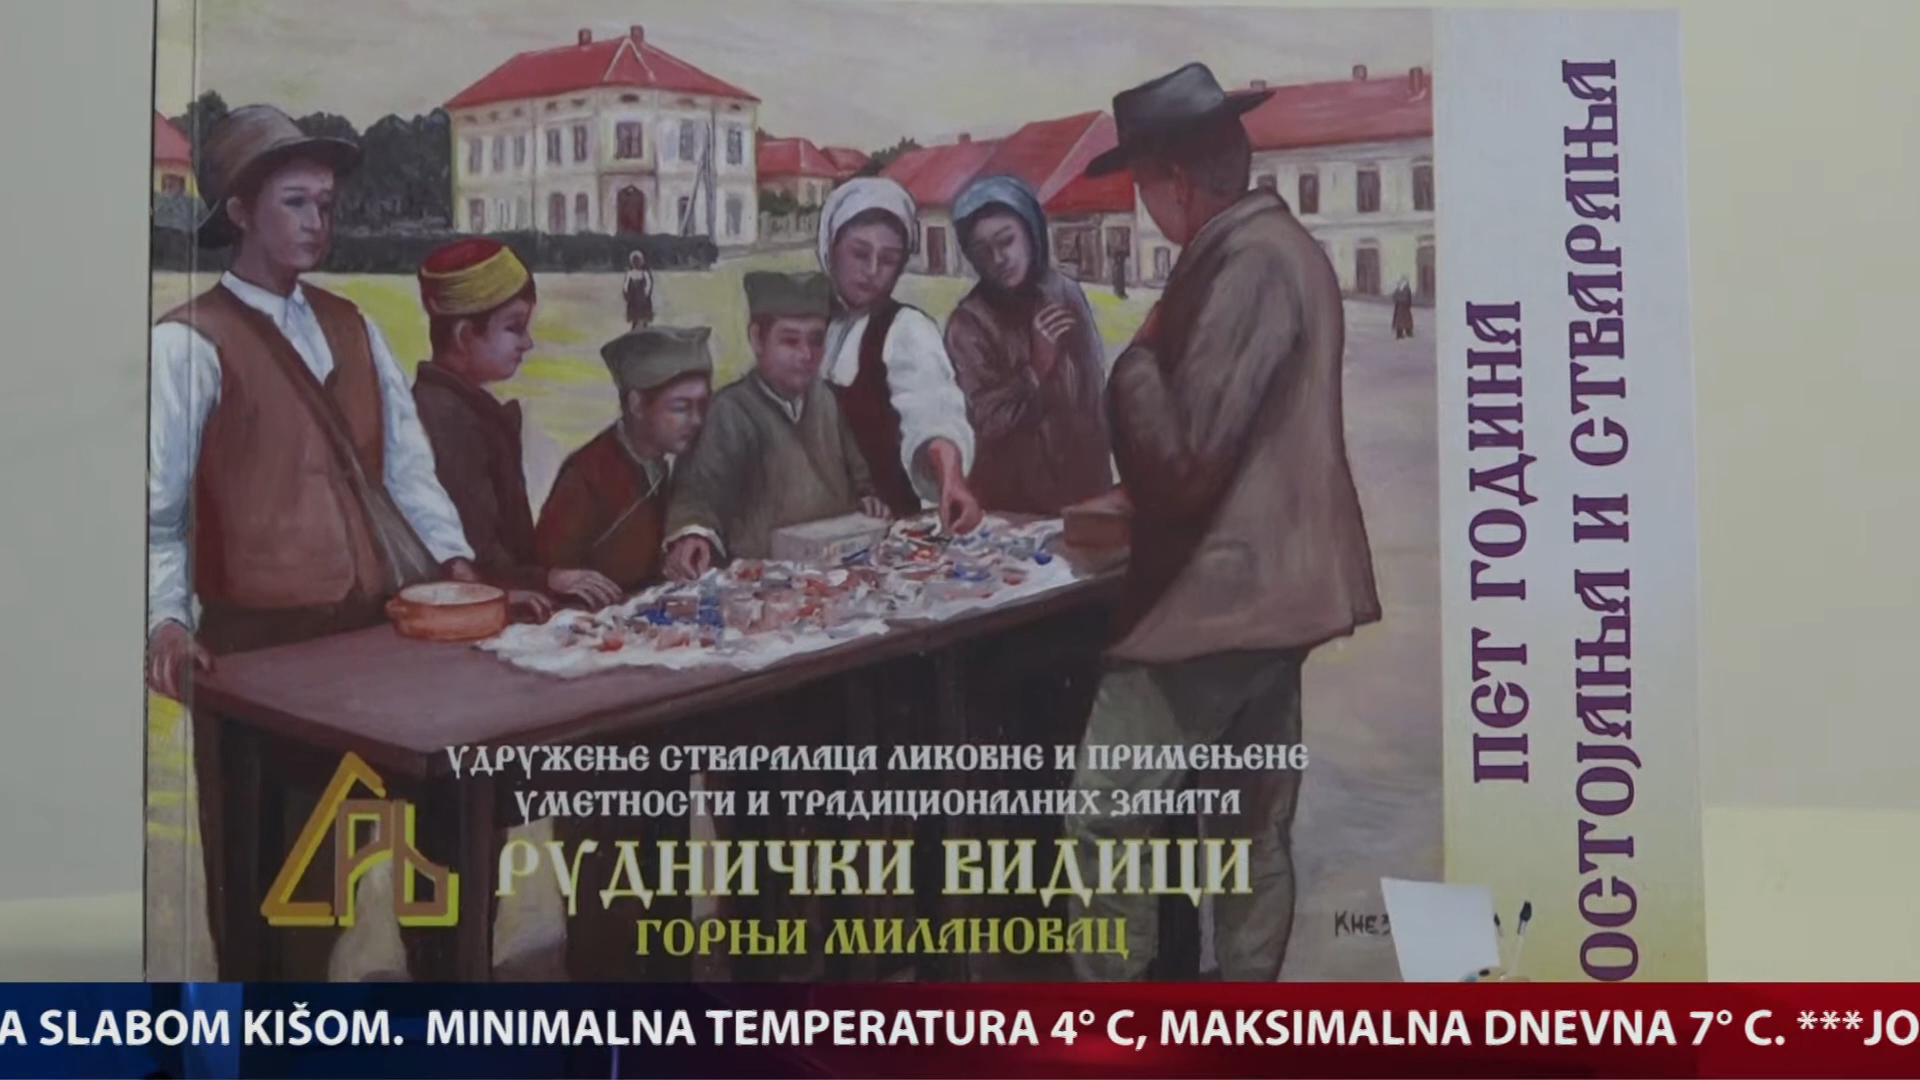 УДРУЖЕЊЕ СТВАРАЛАЦА ЛИКОВНЕ И ПРИМЕЊЕНЕ
УМЕТНОСТИ И ТРАДИЦИОНАЛНИХ ЗАНАТА
РУДНИЧКИ ВИДИЦИ
ГОРЊИ МИЛАНОВАЦ
ПЕТ ГОДИНА
ОСТОЈАЊА И СТВАРАЊА
A SLABOM KIŠOM. MINIMALNA TEMPERATURA 4° C, MAKSIMALNA DNEVNA 7° C. ***JO